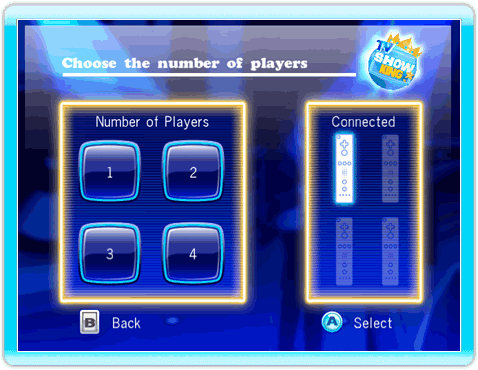 Choose the number of players
TV
SHOW
KING
Number of Players
Connected
1
2
3
4
B
Back
A
Select